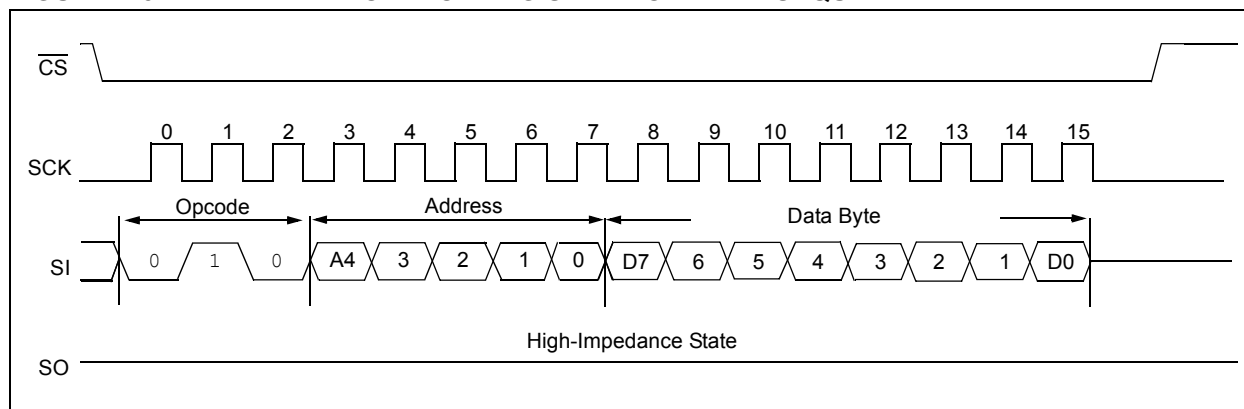 CS
0 1 2 3 4 5 6 7 8 9 10 11 12 13 14 15
SCK
Opcode Address Data Byte
SI 0 1 0 A4 3 2 1 0 D7 6 5 4 3 2 1 D0
High-Impedance State
SO